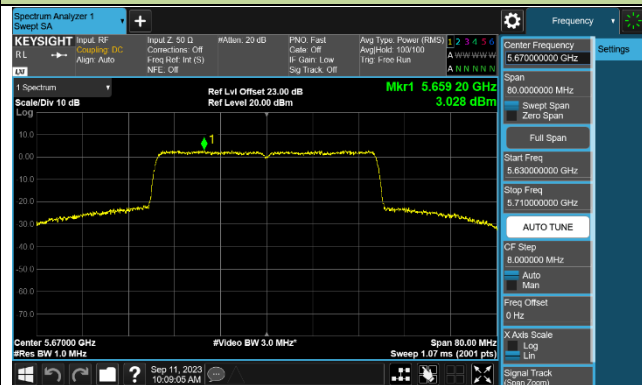 Spectrum Analyzer 1
Swept SA
Frequency
KEYSIGHT
RL
LXI
Input: RF
Coupling: DC
Align: Auto
Input Z: 50 Ω
Corrections: Off
Freq Ref: Int (S)
NFE: Off
#Atten: 20 dB
PNO: Fast
Gate: Off
IF Gain: Low
Sig Track: Off
Avg Type: Power (RMS)
Avg|Hold: 100/100
Trig: Free Run
1 2 3 4 5 6
A W W W W W
A N N N N N
1 Spectrum
Scale/Div 10 dB
Log
Ref Lvl Offset 23.00 dB
Ref Level 20.00 dBm
Mkr1 5.659 20 GHz
3.028 dBm
1
10.0
0.00
-10.0
-20.0
-30.0
-40.0
-50.0
-60.0
-70.0
Center 5.67000 GHz
#Res BW 1.0 MHz
#Video BW 3.0 MHz*
Span 80.00 MHz
Sweep 1.07 ms (2001 pts)
Sep 11, 2023
10:09:05 AM
Center Frequency
5.670000000 GHz
Span
80.0000000 MHz
Swept Span
Zero Span
Full Span
Start Freq
5.630000000 GHz
Stop Freq
5.710000000 GHz
AUTO TUNE
CF Step
8.000000 MHz
Auto
Man
Freq Offset
0 Hz
X Axis Scale
Log
Lin
Signal Track
(Span Zoom)
Settings